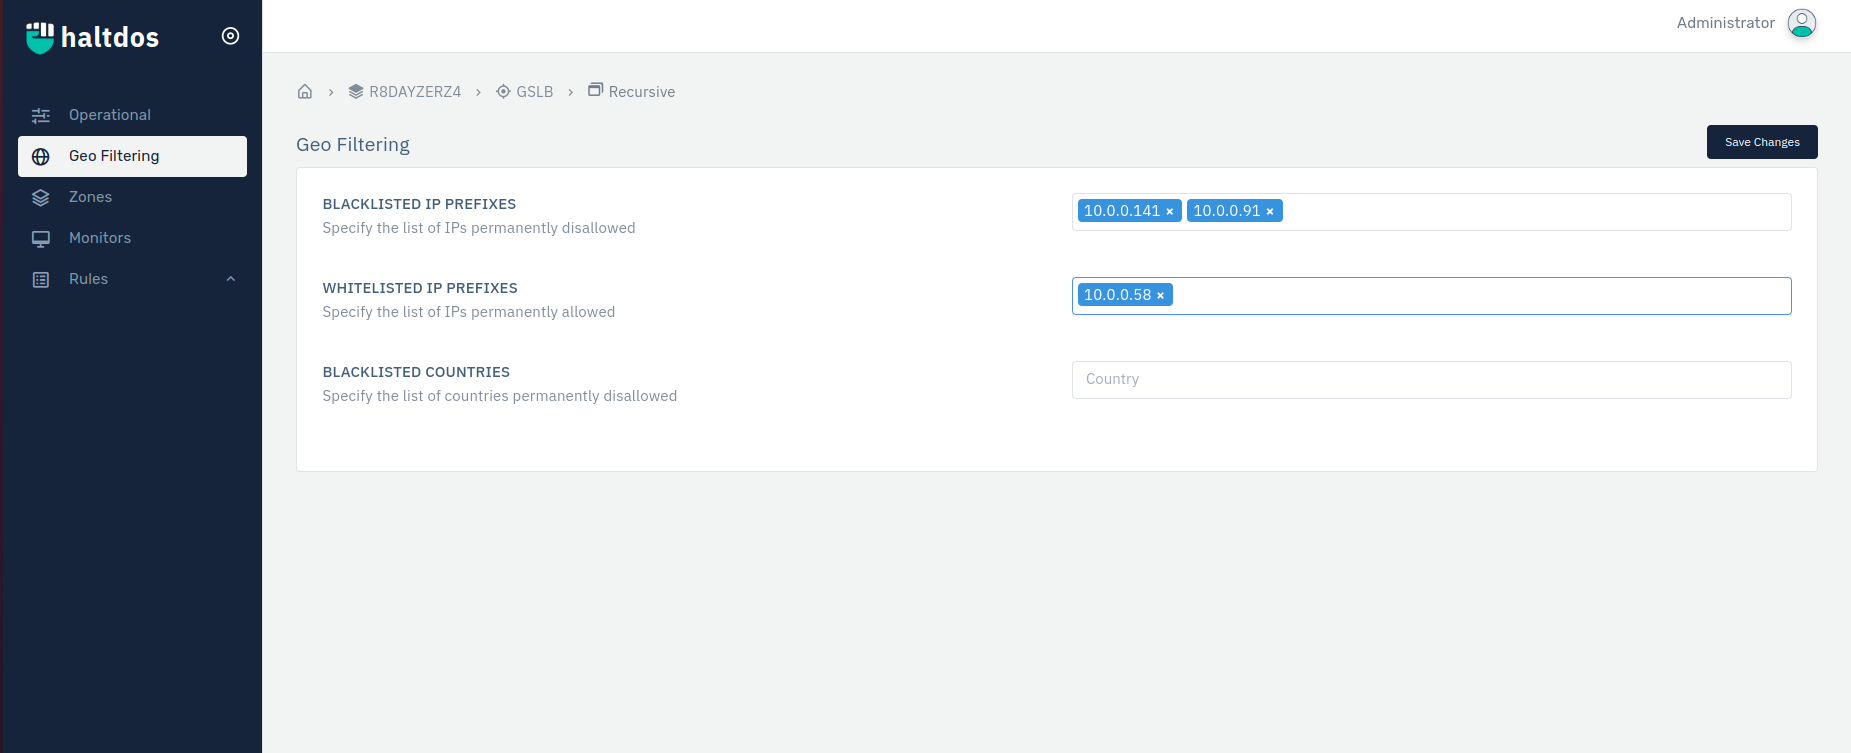 haltdos
Administrator
Operational
Geo Filtering
Zones
Monitors
Rules
R8DAYZERZ4 GSLB Recursive
Geo Filtering
Save Changes
BLACKLISTED IP PREFIXES
Specify the list of IPs permanently disallowed
10.0.0.141 × 10.0.0.91 ×
WHITELISTED IP PREFIXES
Specify the list of IPs permanently allowed
10.0.0.58 ×
BLACKLISTED COUNTRIES
Specify the list of countries permanently disallowed
Country